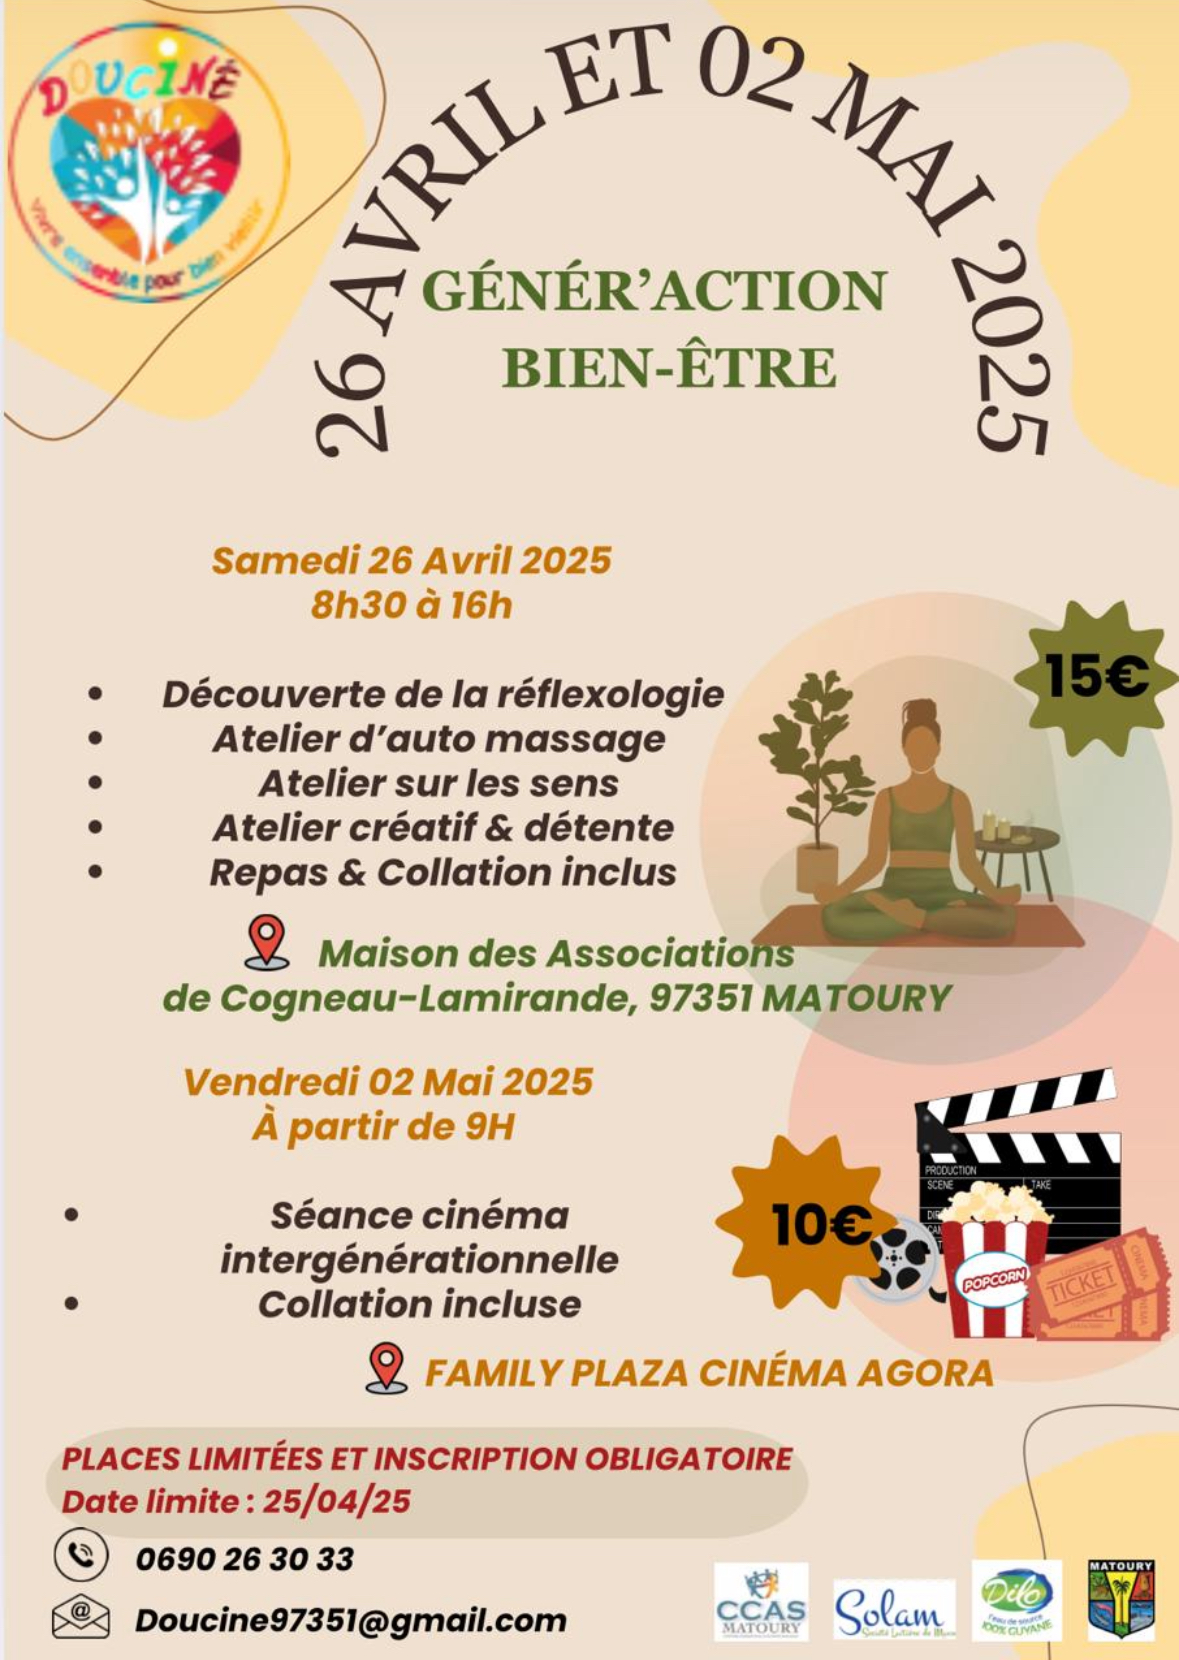 DOUCINÉ
vivre ensemble pour bien vieillir
26 AVRIL ET 02 MAI 2025
GÉNÉR’ACTION
BIEN-ÊTRE
Samedi 26 Avril 2025
8h30 à 16h
• Découverte de la réflexologie
• Atelier d’auto massage
• Atelier sur les sens
• Atelier créatif & détente
• Repas & Collation inclus
15€
Maison des Associations
de Cogneau-Lamirande, 97351 MATOURY
Vendredi 02 Mai 2025
À partir de 9H
• Séance cinéma
intergénérationnelle
• Collation incluse
10€
PRODUCTION
SCENE TAKE
POPCORN
TICKET
CINEMA
FAMILY PLAZA CINÉMA AGORA
PLACES LIMITÉES ET INSCRIPTION OBLIGATOIRE
Date limite : 25/04/25
0690 26 30 33
Doucine97351@gmail.com
CCAS
MATOURY
Solam
Dilo
l'eau de source
100% GUYANE
MATOURY